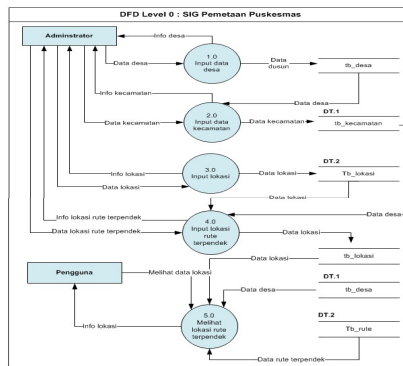 DFD Level 0 : SIG Pemetaan Puskesmas
Adminstrator
Info desa
Data desa
1.0
Input data
desa
Data
dusun
tb_desa
Info kecamatan
Data desa
Data kecamatan
2.0
Input data
kecamatan
Data kecamatan
DT.1
tb_kecamatan
Info lokasi
Data lokasi
3.0
Input lokasi
Data lokasi
DT.2
Tb_lokasi
Data lokasi
Info lokasi rute terpendek
Data lokasi rute terpendek
4.0
Input lokasi
rute
terpendek
Data desa
Data lokasi
tb_lokasi
Data lokasi
Pengguna
Melihat data lokasi
Data desa
DT.1
tb_desa
Info lokasi
5.0
Melihat
lokasi rute
terpendek
DT.2
Tb_rute
Data rute terpendek